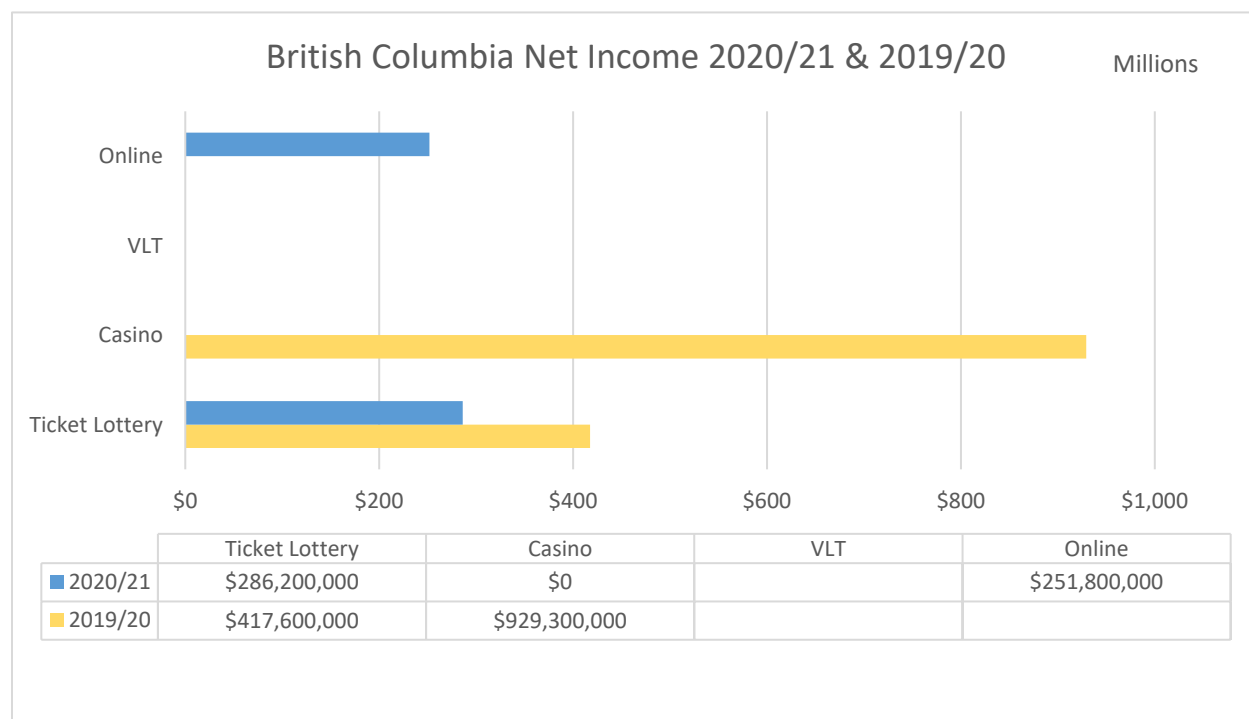 British Columbia Net Income 2020/21 & 2019/20
Millions
Online
VLT
Casino
Ticket Lottery
$0 $200 $400 $600 $800 $1,000
Ticket Lottery Casino VLT Online
2020/21 $286,200,000 $0 $251,800,000
2019/20 $417,600,000 $929,300,000